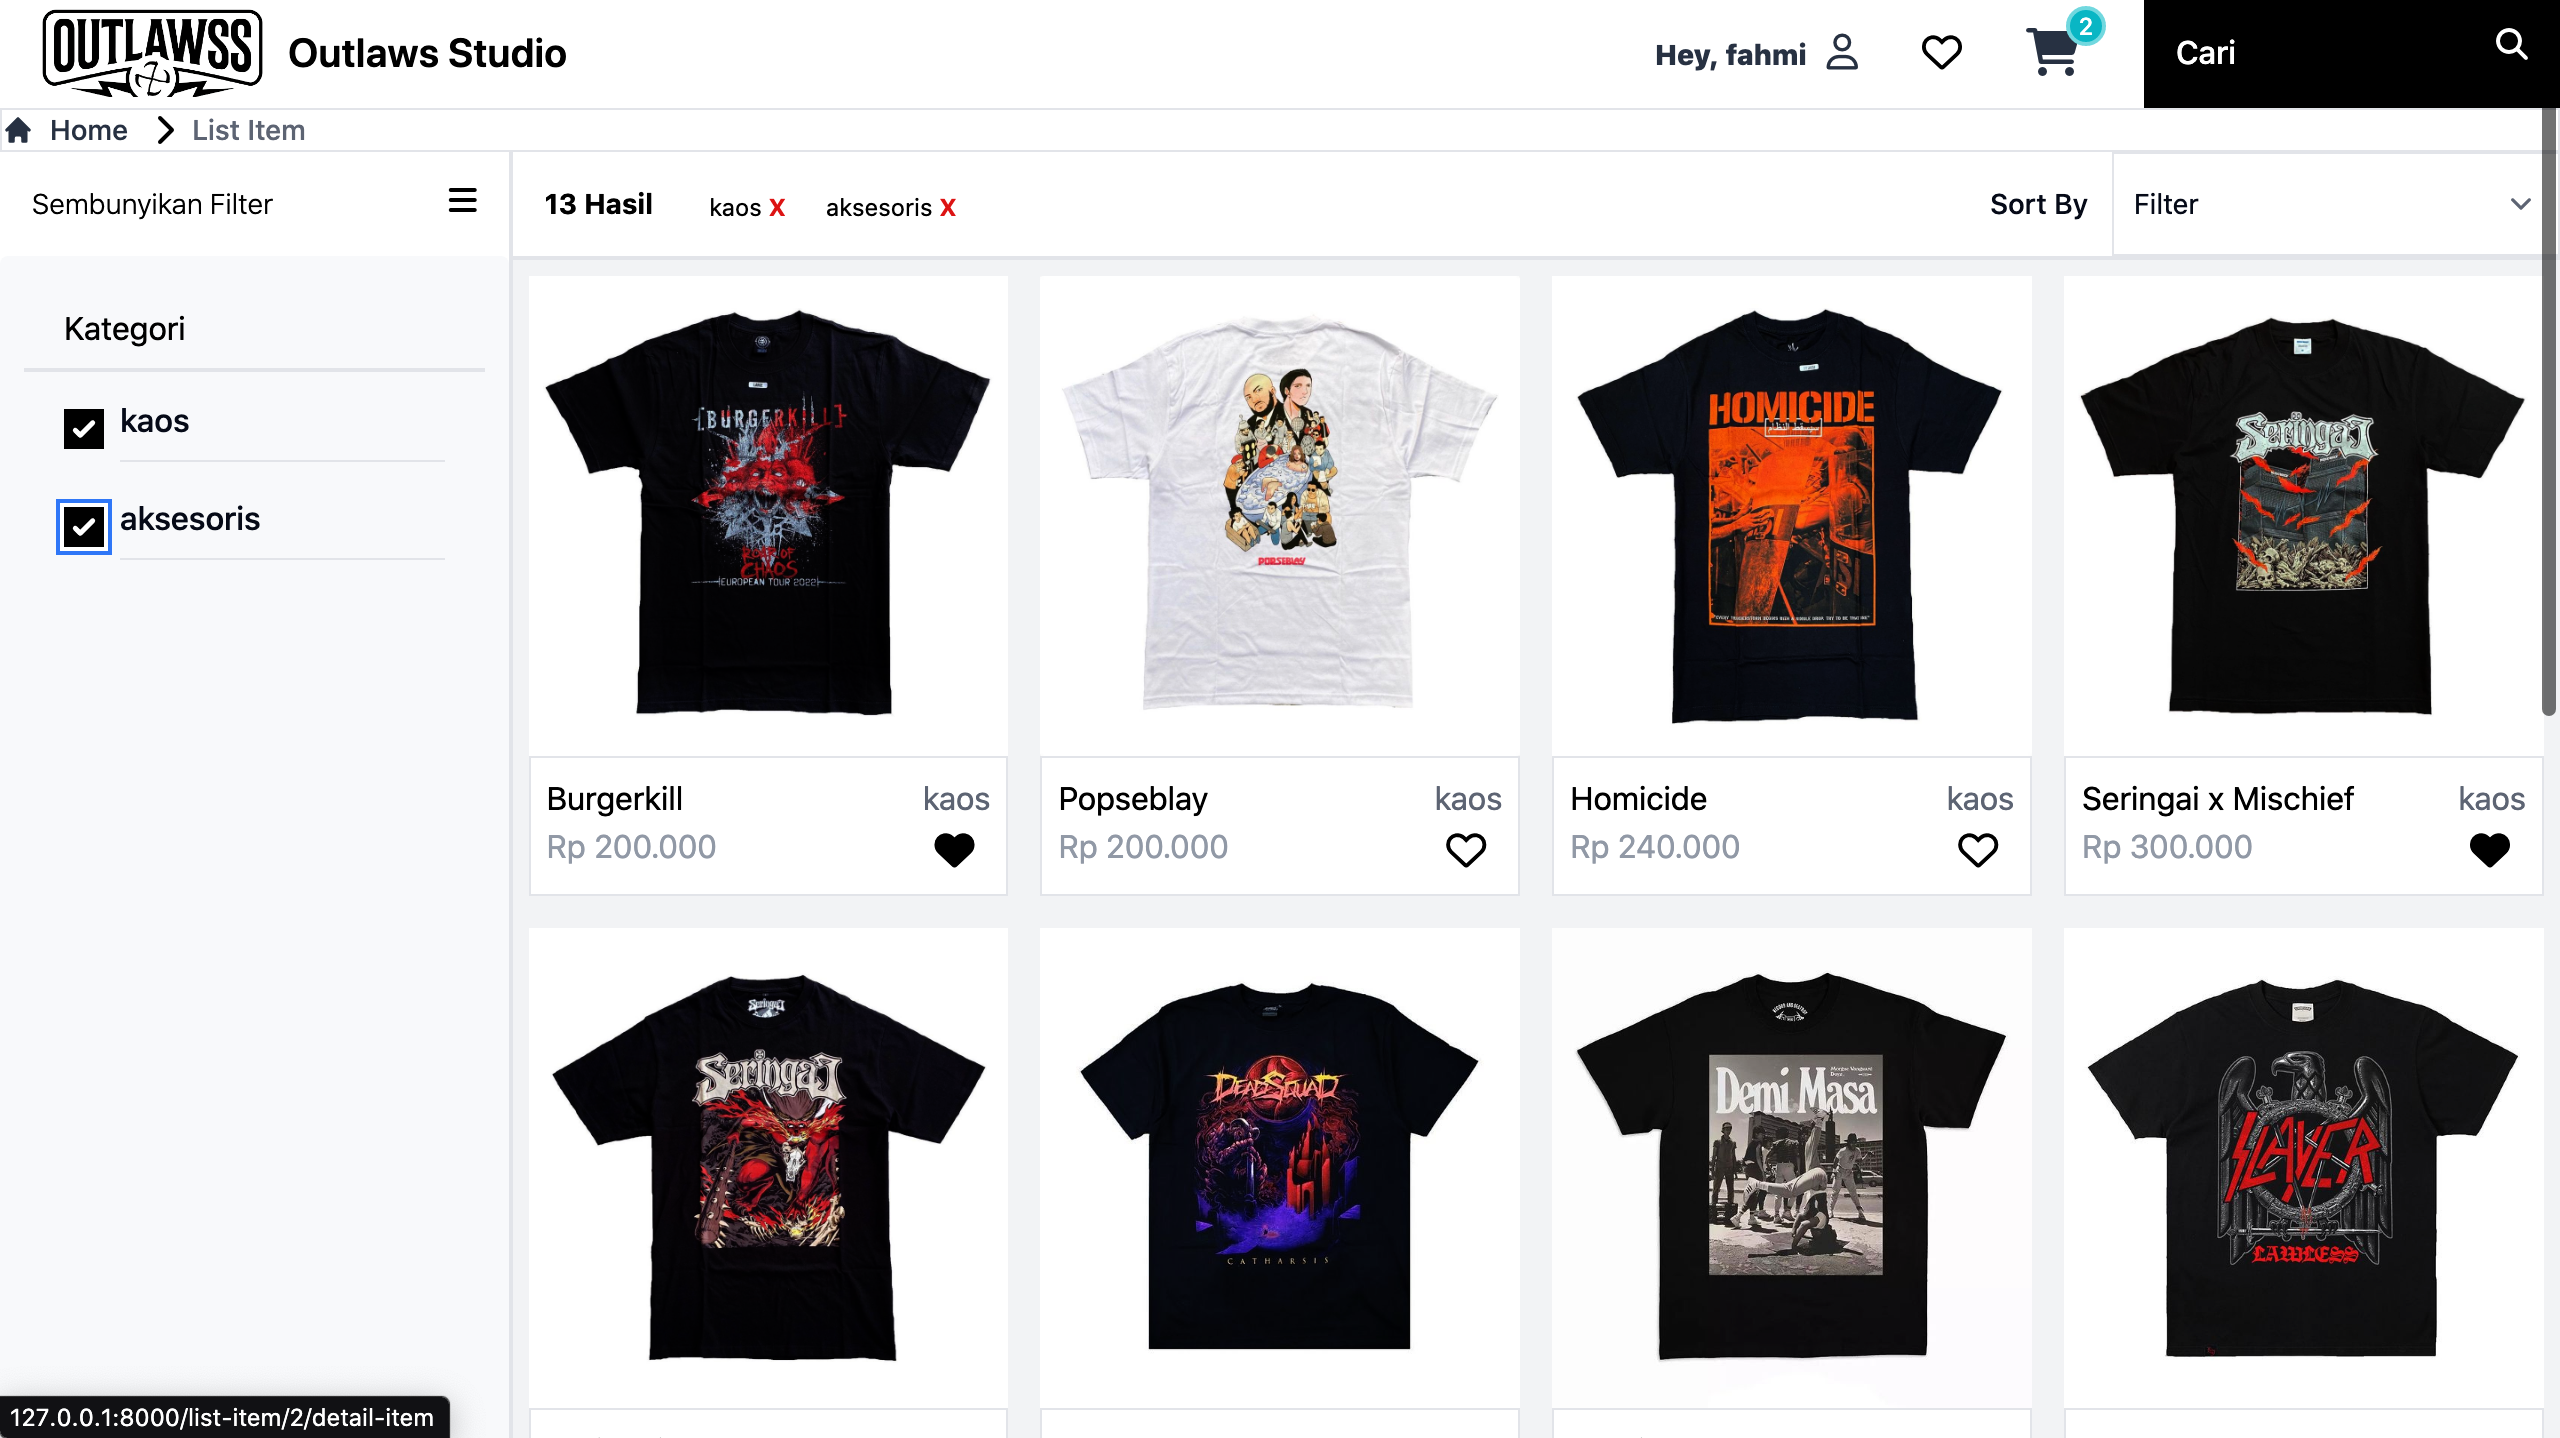 OUTLAWSS
Outlaws Studio
Hey, fahmi
2
Cari
Home
List Item
Sembunyikan Filter
13 Hasil
kaos X
aksesoris X
Sort By
Filter
Kategori
kaos
aksesoris
BURGERKILL
CHAOS
EUROPEAN TOUR 2022
POPSEBLAY
HOMICIDE
Seringai
Burgerkill
kaos
Rp 200.000
Popseblay
kaos
Rp 200.000
Homicide
kaos
Rp 240.000
Seringai x Mischief
kaos
Rp 300.000
Seringai
Seringai
DEADSQUAD
CATHARSIS
Demi Masa
SLAYER
LAWLESS
127.0.0.1:8000/list-item/2/detail-item